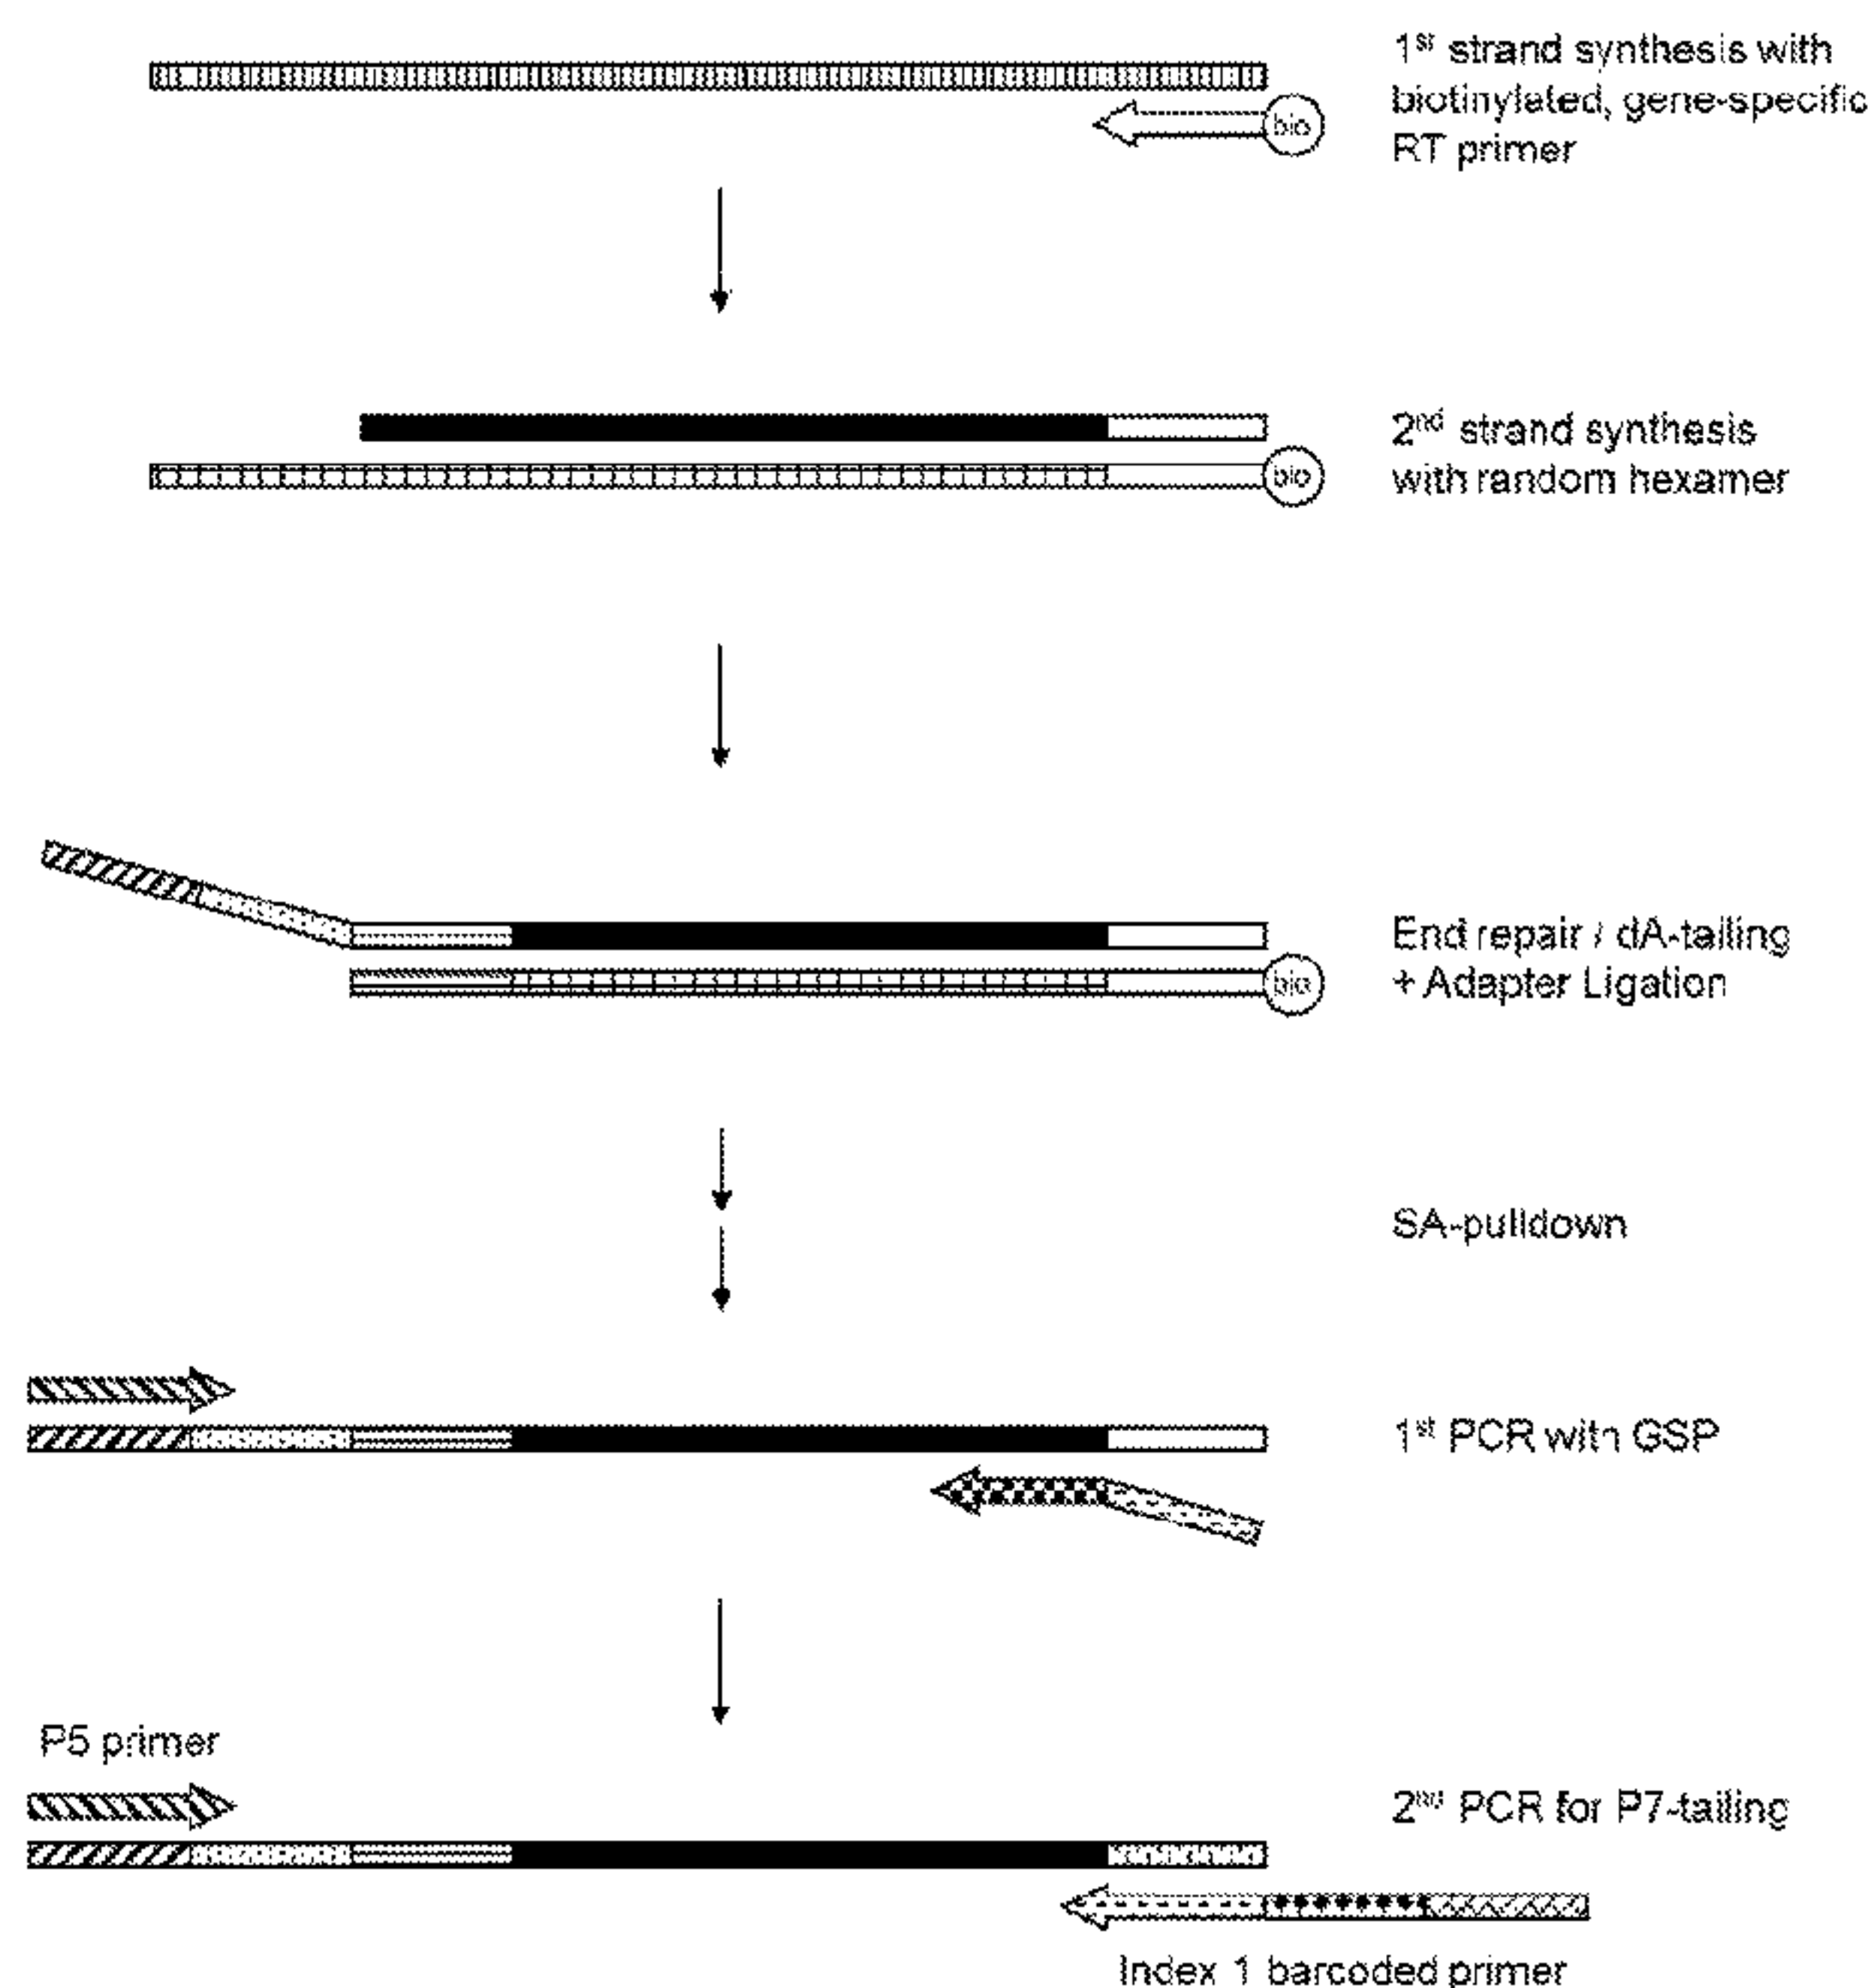 1st strand synthesis with
biotinylated, gene-specific
RT primer
bio
2nd strand synthesis
with random hexamer
bio
End repair / dA-tailing
+ Adapter Ligation
bio
SA-pulldown
1st PCR with GSP
P5 primer
2nd PCR for P7-tailing
Index 1 barcoded primer